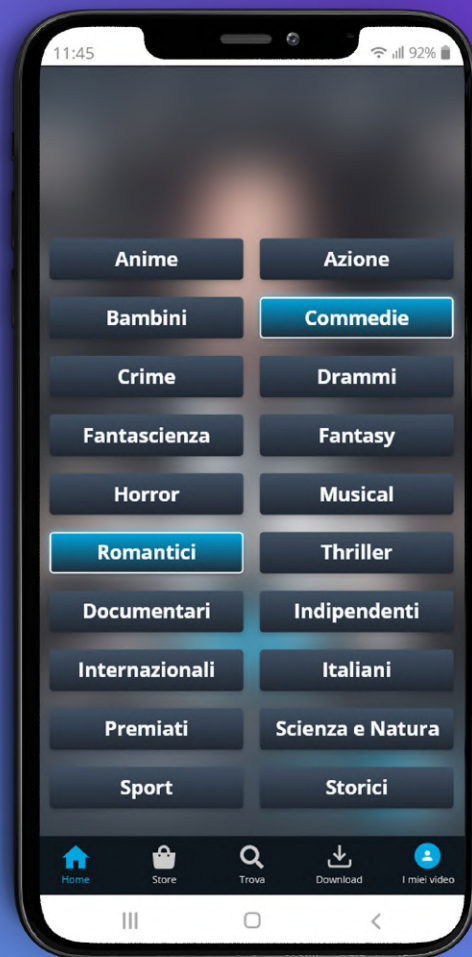 11:45 92%
Anime Azione
Bambini Commedie
Crime Drammi
Fantascienza Fantasy
Horror Musical
Romantici Thriller
Documentari Indipendenti
Internazionali Italiani
Premiati Scienza e Natura
Sport Storici
Home Store Trova Download I miei video